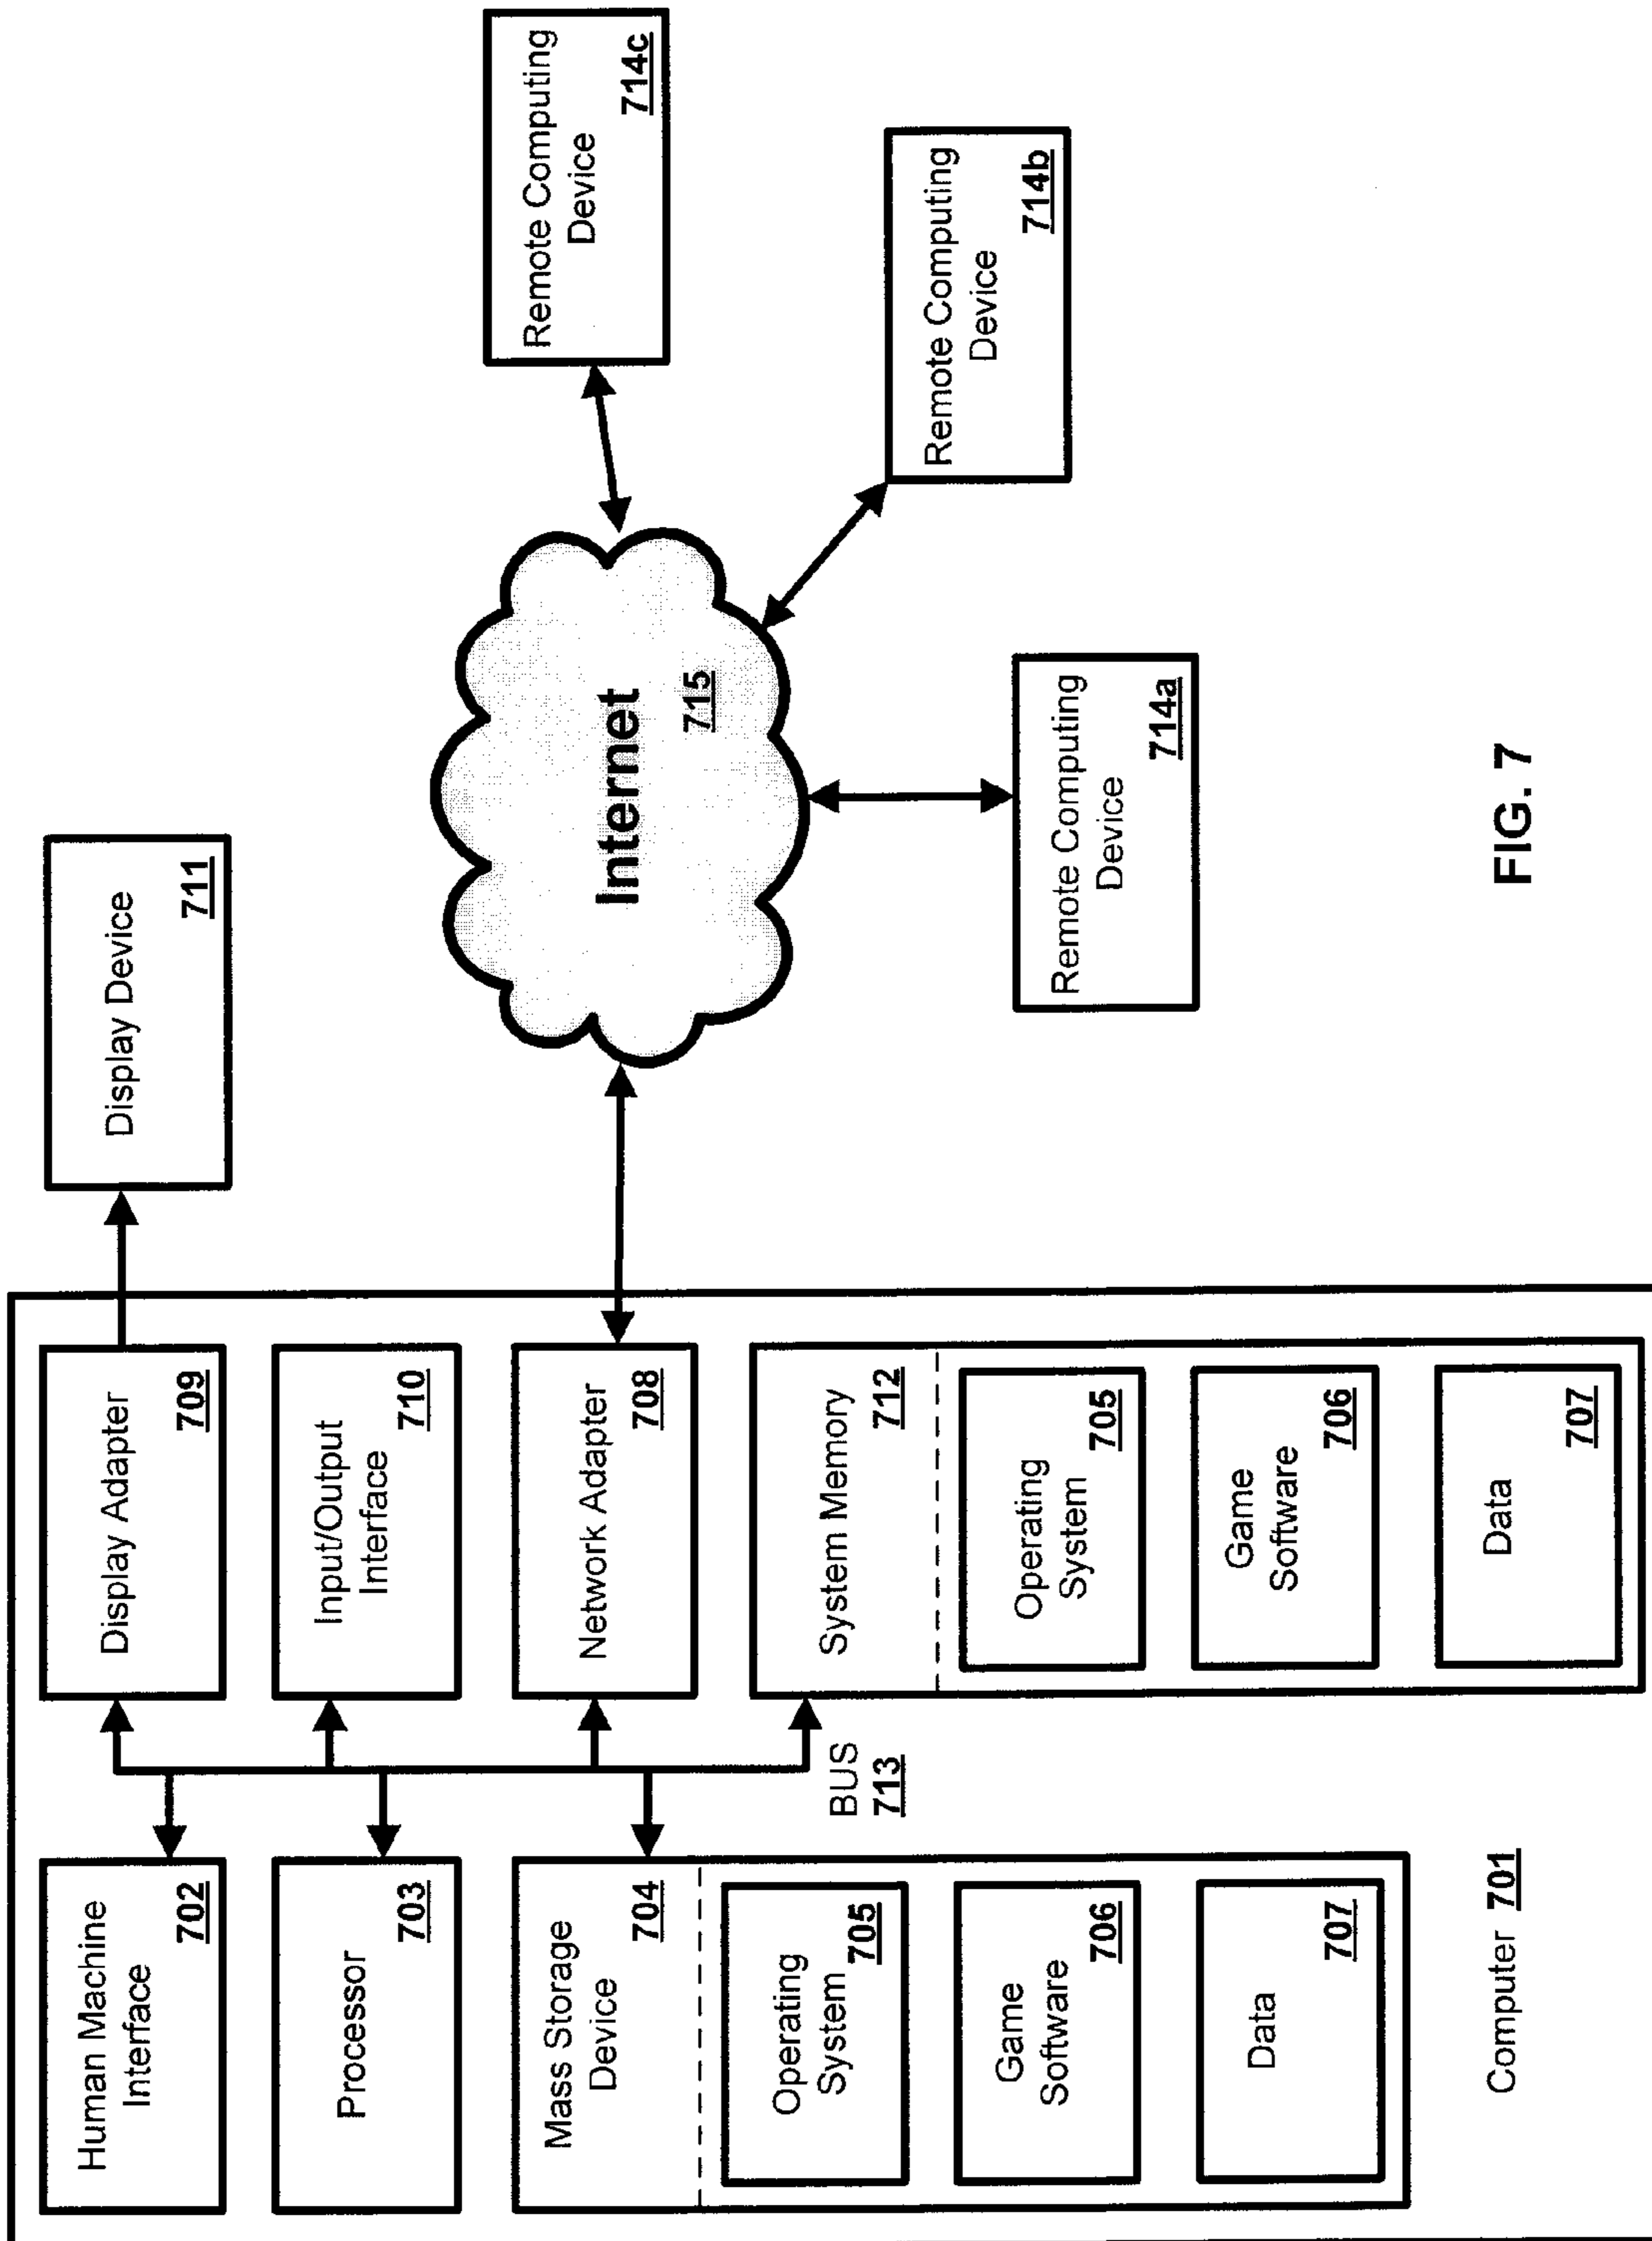 Human Machine
Interface
702
Processor
703
Mass Storage
Device
704
Operating
System
705
Game
Software
706
Data
707
Computer 701
BUS
713
Display Adapter
709
Input/Output
Interface
710
Network Adapter
708
System Memory
712
Operating
System
705
Game
Software
706
Data
707
Display Device
711
Internet
715
Remote Computing
Device
714a
Remote Computing
Device
714b
Remote Computing
Device
714c
FIG. 7